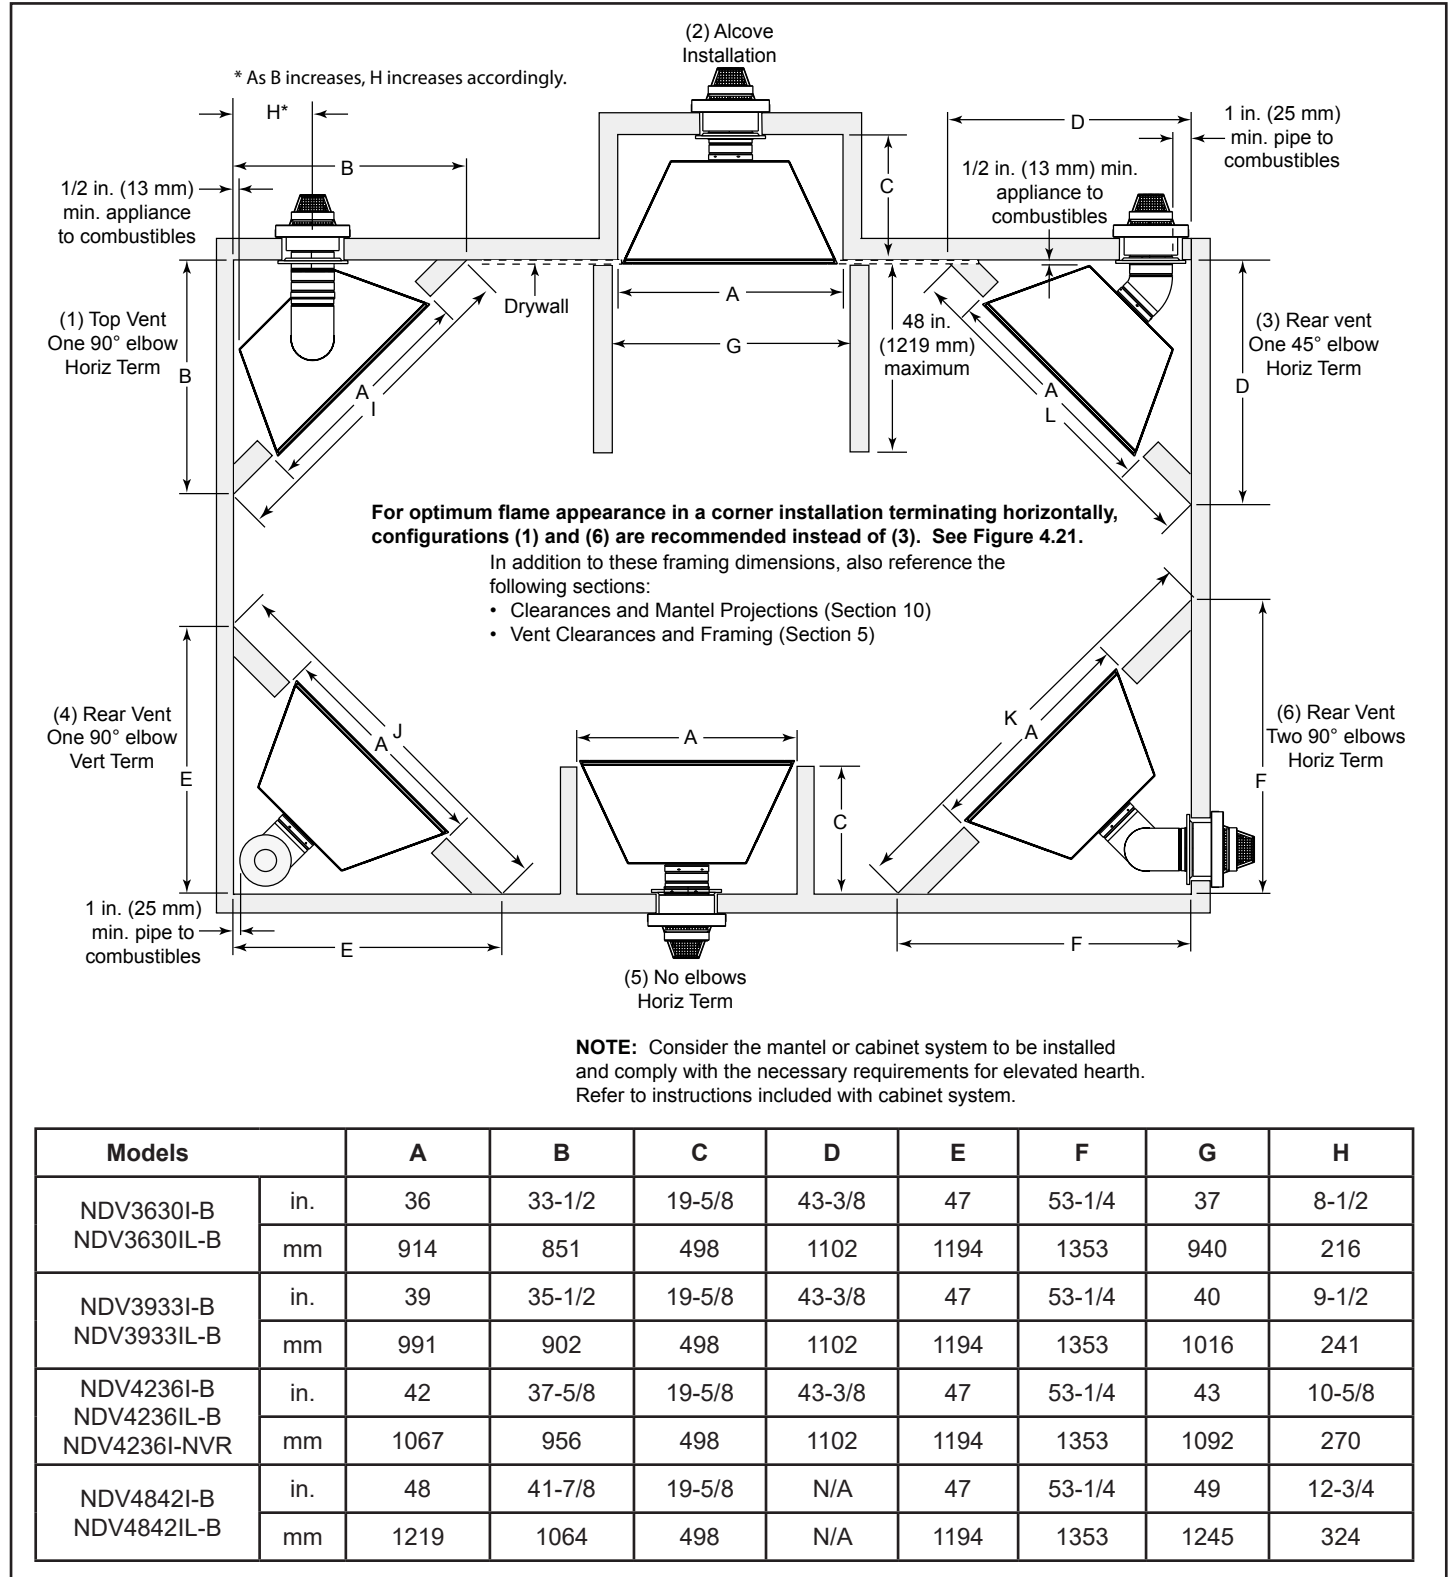 (2) Alcove
Installation
* As B increases, H increases accordingly.
H*
B
1/2 in. (13 mm)
min. appliance
to combustibles
C
D
1 in. (25 mm)
min. pipe to
combustibles
1/2 in. (13 mm) min.
appliance to
combustibles
(1) Top Vent
One 90° elbow
Horiz Term
B
A
I
Drywall
A
G
48 in.
(1219 mm)
maximum
A
L
D
(3) Rear vent
One 45° elbow
Horiz Term
For optimum flame appearance in a corner installation terminating horizontally,
configurations (1) and (6) are recommended instead of (3). See Figure 4.21.
In addition to these framing dimensions, also reference the
following sections:
• Clearances and Mantel Projections (Section 10)
• Vent Clearances and Framing (Section 5)
(4) Rear Vent
One 90° elbow
Vert Term
E
J
A
A
C
K
A
F
(6) Rear Vent
Two 90° elbows
Horiz Term
1 in. (25 mm)
min. pipe to
combustibles
E
F
(5) No elbows
Horiz Term
NOTE: Consider the mantel or cabinet system to be installed
and comply with the necessary requirements for elevated hearth.
Refer to instructions included with cabinet system.
Models A B C D E F G H
NDV3630I-B
NDV3630IL-B
in. 36 33-1/2 19-5/8 43-3/8 47 53-1/4 37 8-1/2
mm 914 851 498 1102 1194 1353 940 216
NDV3933I-B
NDV3933IL-B
in. 39 35-1/2 19-5/8 43-3/8 47 53-1/4 40 9-1/2
mm 991 902 498 1102 1194 1353 1016 241
NDV4236I-B
NDV4236IL-B
NDV4236I-NVR
in. 42 37-5/8 19-5/8 43-3/8 47 53-1/4 43 10-5/8
mm 1067 956 498 1102 1194 1353 1092 270
NDV4842I-B
NDV4842IL-B
in. 48 41-7/8 19-5/8 N/A 47 53-1/4 49 12-3/4
mm 1219 1064 498 N/A 1194 1353 1245 324